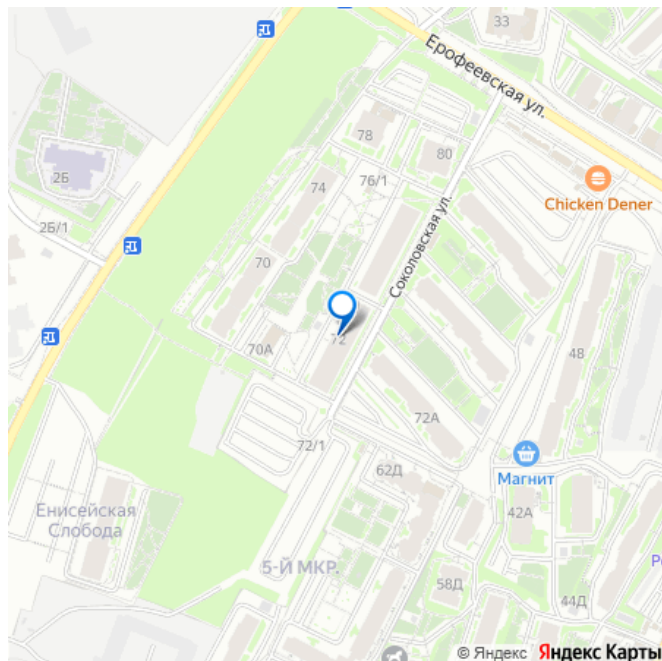 33
Ерофеевская ул.
78
80
2Б
74
76/1
Chicken Dener
2Б/1
Соколовская ул.
70
72
70А
48
72А
72/1
62Д
Магнит
Енисейская
Слобода
42А
5-Й МКР.
58Д
44Д
© Яндекс Яндекс Карты